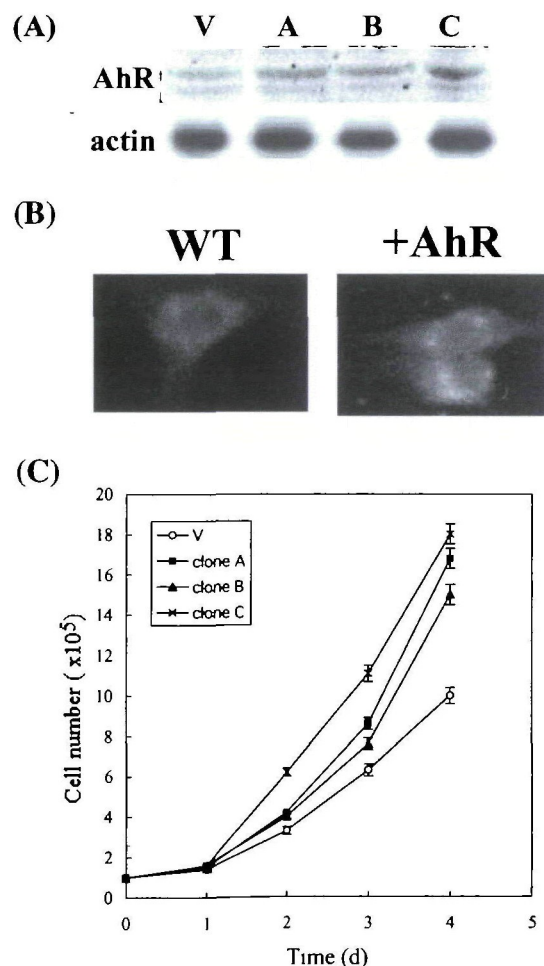 (A)
V A B C
AhR
actin
(B)
WT +AhR
(C)
20
18
16
14
12
10
8
6
4
2
0
Cell number ( x10⁵)
V
clone A
clone B
clone C
0 1 2 3 4 5
Time (d)